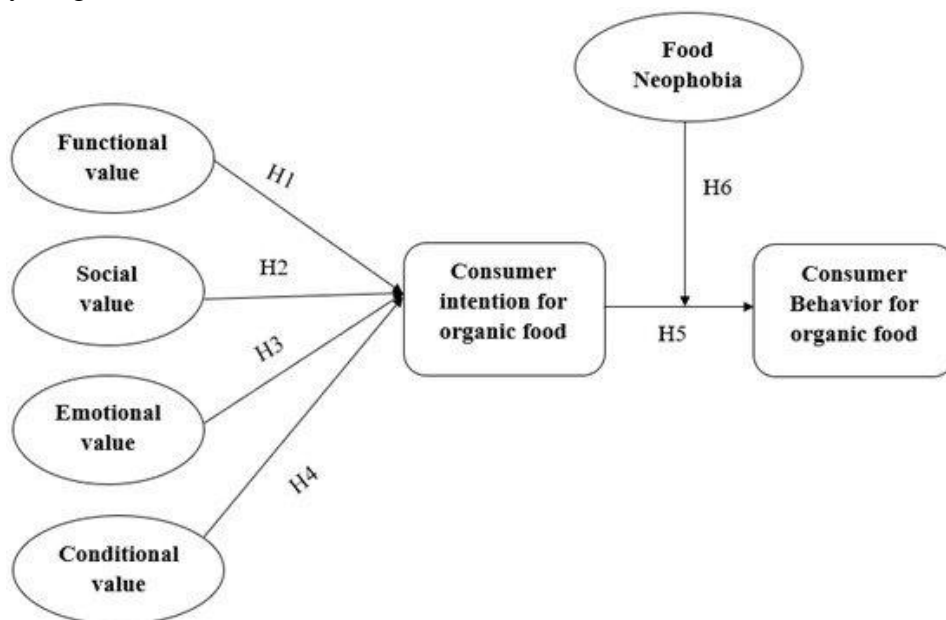 Food
Neophobia
Functional
value
H1
H6
Social
value
H2
Consumer
intention for
organic food
Consumer
Behavior for
organic food
H5
H3
Emotional
value
H4
Conditional
value